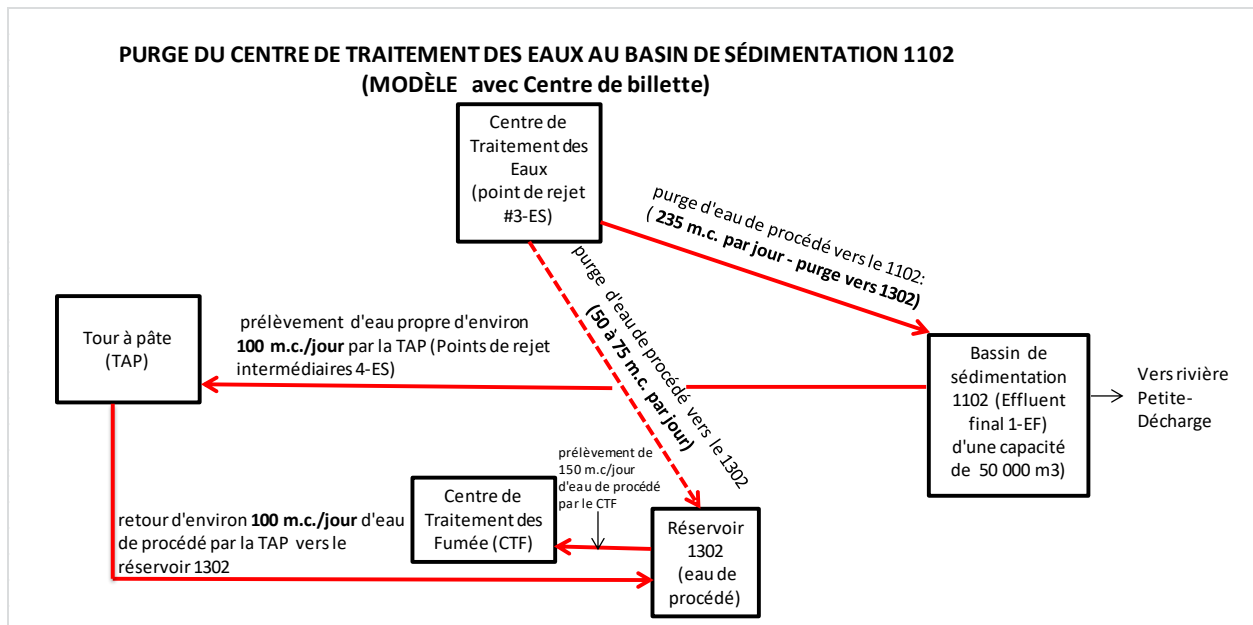 PURGE DU CENTRE DE TRAITEMENT DES EAUX AU BASIN DE SÉDIMENTATION 1102
(MODÈLE avec Centre de billette)
Centre de
Traitement des
Eaux
(point de rejet
#3-ES)
purge d'eau de procédé vers le 1102:
( 235 m.c. par jour - purge vers 1302)
purge d'eau de procédé vers le 1302
(50 à 75 m.c. par jour)
Tour à pâte
(TAP)
prélèvement d'eau propre d'environ
100 m.c./jour par la TAP (Points de rejet
intermédiaires 4-ES)
Bassin de
sédimentation
1102 (Effluent
final 1-EF)
d'une capacité
de 50 000 m3)
Vers rivière
Petite-
Décharge
prélèvement de
150 m.c/jour
d'eau de procédé
par le CTF
Centre de
Traitement des
Fumée (CTF)
retour d'environ 100 m.c./jour d'eau
de procédé par la TAP vers le
réservoir 1302
Réservoir
1302
(eau de
procédé)